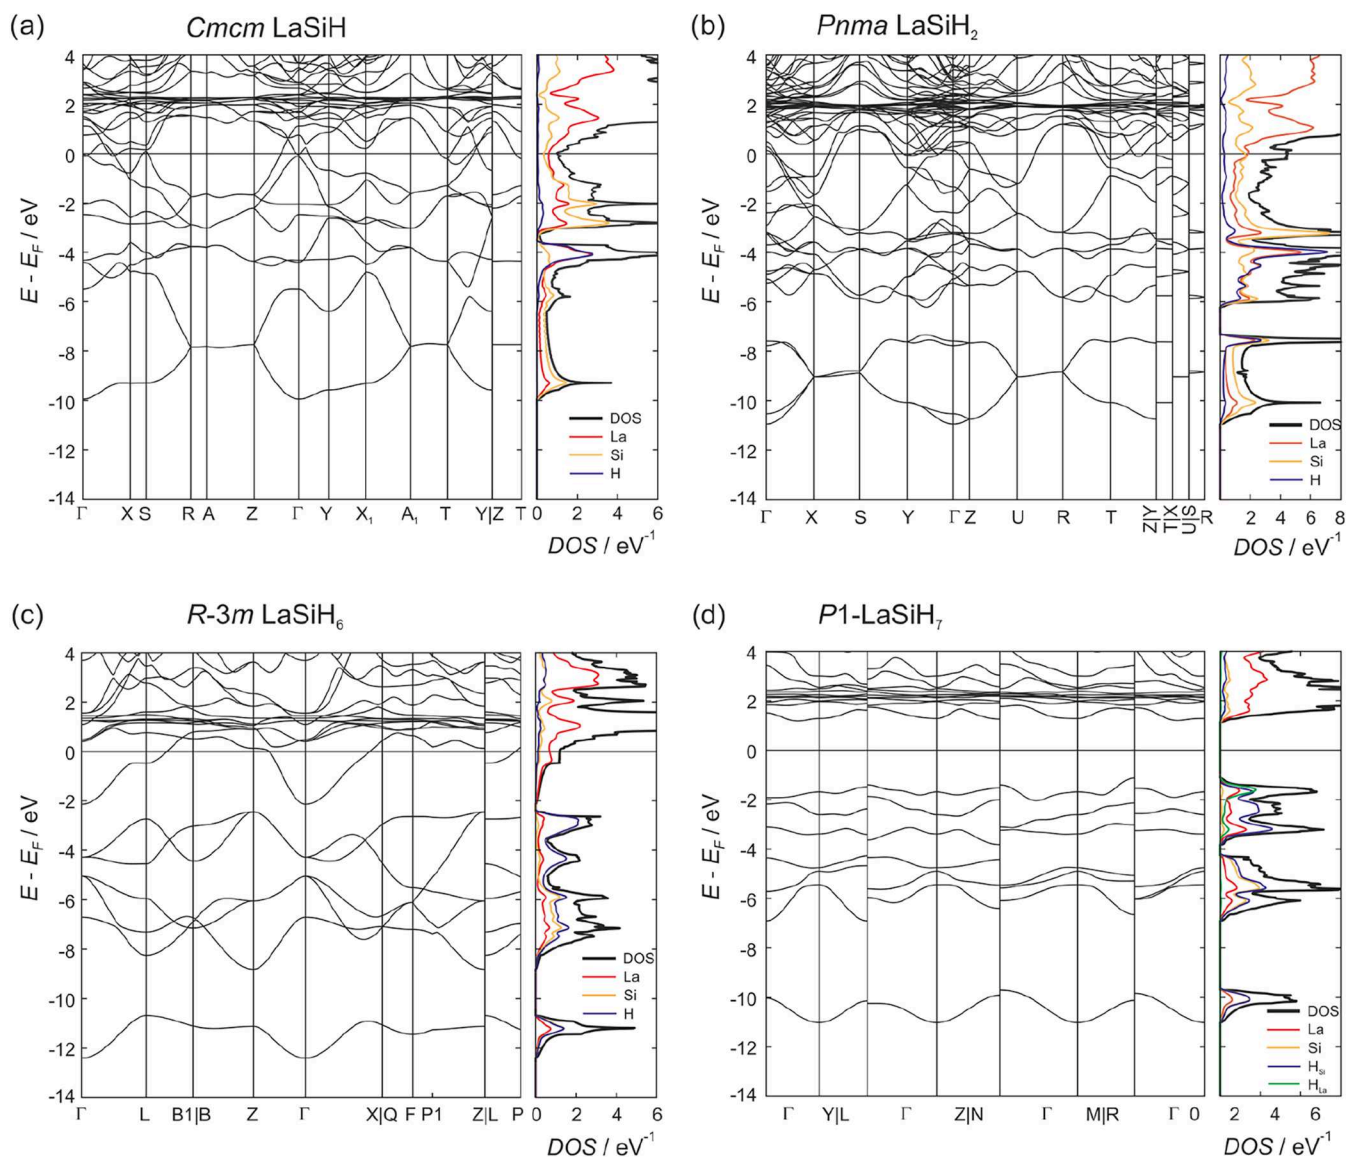 (a) Cmcm LaSiH
4
2
0
-2
-4
-6
-8
-10
-12
-14
E - E_F / eV
Γ X S R A Z Γ Y X₁ A₁ T Y|Z T
DOS
La
Si
H
0 2 4 6
DOS / eV⁻¹
(b) Pnma LaSiH₂
4
2
0
-2
-4
-6
-8
-10
-12
-14
E - E_F / eV
Γ X S Y Γ Z U R T Z|Y T|X U|S R
DOS
La
Si
H
2 4 6 8
DOS / eV⁻¹
(c) R-3m LaSiH₆
4
2
0
-2
-4
-6
-8
-10
-12
-14
E - E_F / eV
Γ L B1|B Z Γ X|Q F P1 Z|L P
DOS
La
Si
H
0 2 4 6
DOS / eV⁻¹
(d) P1-LaSiH₇
4
2
0
-2
-4
-6
-8
-10
-12
-14
E - E_F / eV
Γ Y|L Γ Z|N Γ M|R Γ 0
DOS
La
Si
H_Si
H_La
2 4 6
DOS / eV⁻¹